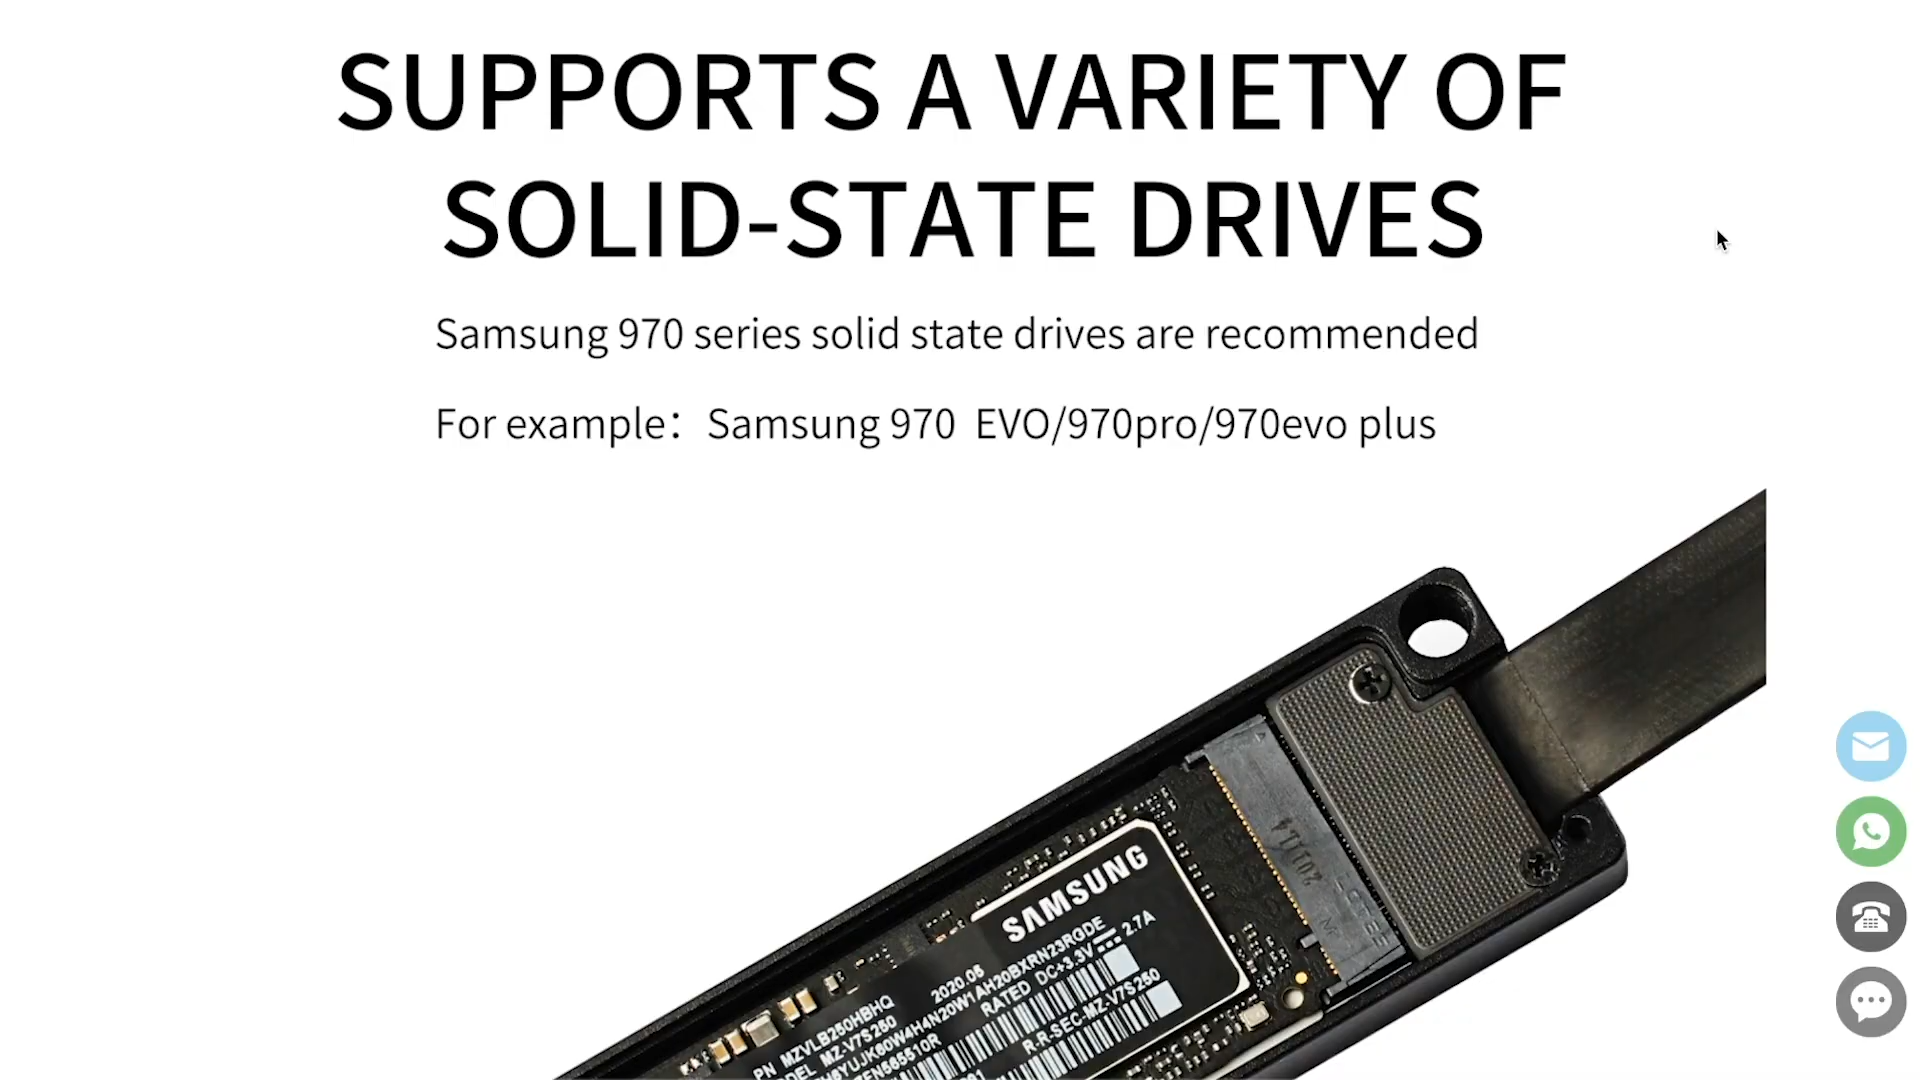 SUPPORTS A VARIETY OF
SOLID-STATE DRIVES
Samsung 970 series solid state drives are recommended
For example：Samsung 970  EVO/970pro/970evo plus
SAMSUNG
2020.05
RATED DC+3.3V 2.7A
PN MZVLB250HBHQ
MZ-V7S250
R.R-SEC-MZ-V7S250